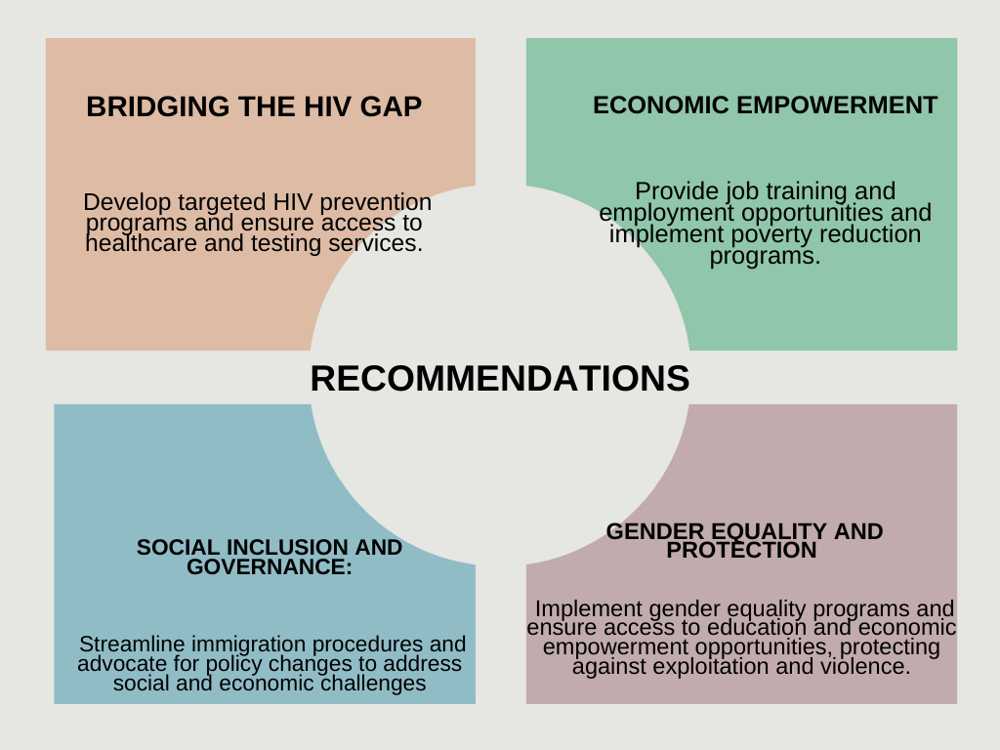 BRIDGING THE HIV GAP
Develop targeted HIV prevention
programs and ensure access to
healthcare and testing services.
ECONOMIC EMPOWERMENT
Provide job training and
employment opportunities and
implement poverty reduction
programs.
RECOMMENDATIONS
SOCIAL INCLUSION AND
GOVERNANCE:
Streamline immigration procedures and
advocate for policy changes to address
social and economic challenges
GENDER EQUALITY AND
PROTECTION
Implement gender equality programs and
ensure access to education and economic
empowerment opportunities, protecting
against exploitation and violence.